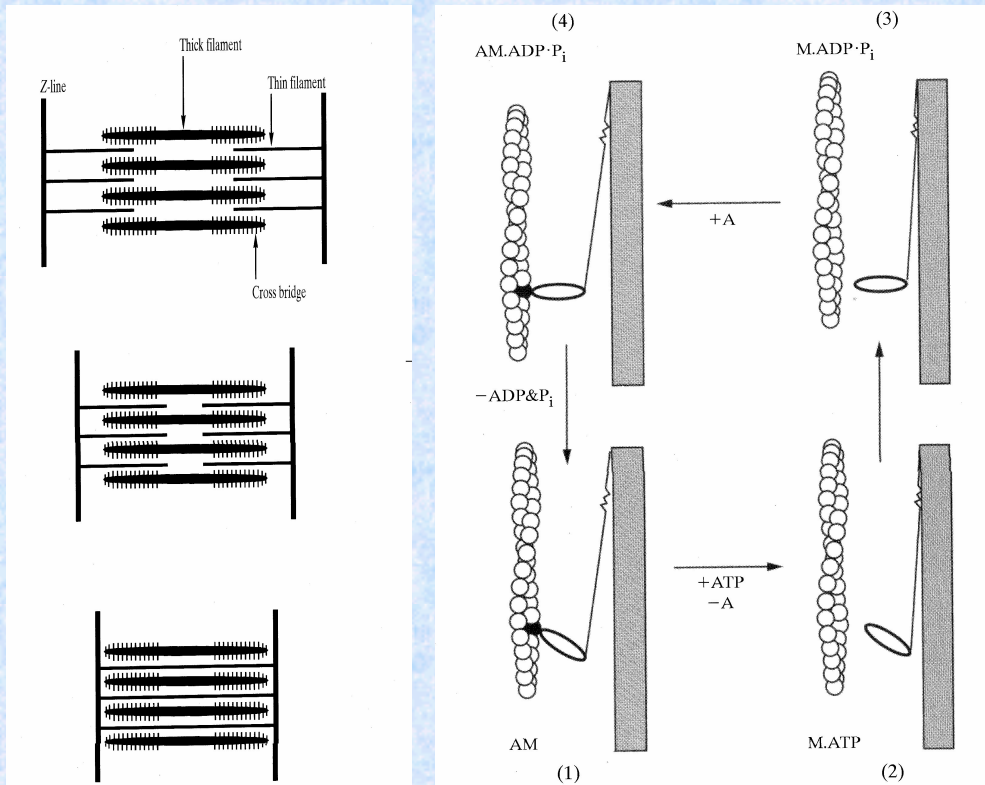 Thick filament
Z-line
Thin filament
Cross bridge
(4)
(3)
AM.ADP·Pi
M.ADP·Pi
+A
−ADP&Pi
+ATP
−A
AM
M.ATP
(1)
(2)